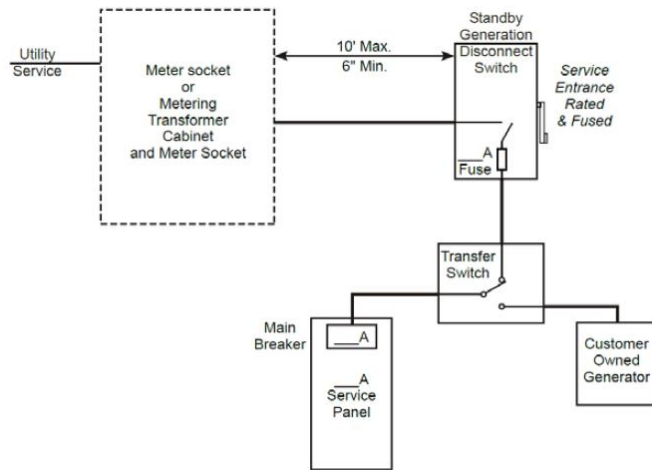 Utility
Service
Meter socket
or
Metering
Transformer
Cabinet
and Meter Socket
10' Max.
6" Min.
Standby
Generation
Disconnect
Switch
Service
Entrance
Rated
& Fused
___A
Fuse
Transfer
Switch
Main
Breaker
___A
___A
Service
Panel
Customer
Owned
Generator